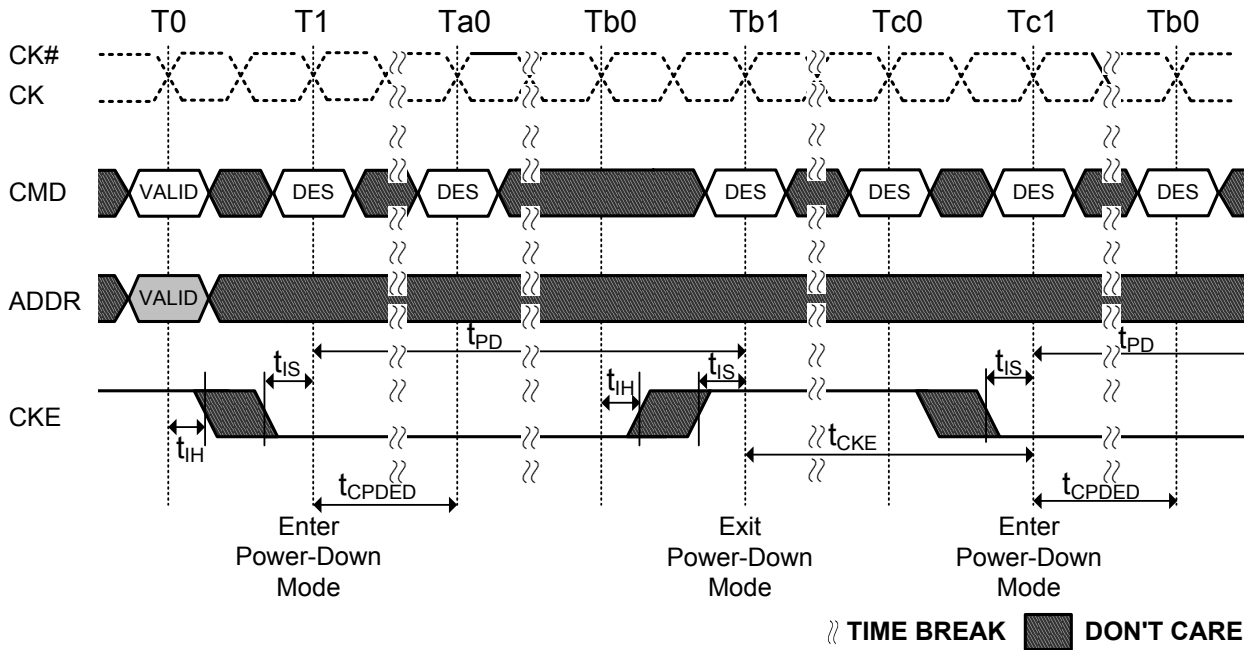 T0 T1 Ta0 Tb0 Tb1 Tc0 Tc1 Tb0
CK#
CK
CMD VALID DES DES DES DES DES DES
ADDR VALID
tPD tPD
tIS tIH tIS tIS
CKE
tIH tCKE
tCPDED tCPDED
Enter Power-Down Mode
Exit Power-Down Mode
Enter Power-Down Mode
TIME BREAK DON'T CARE